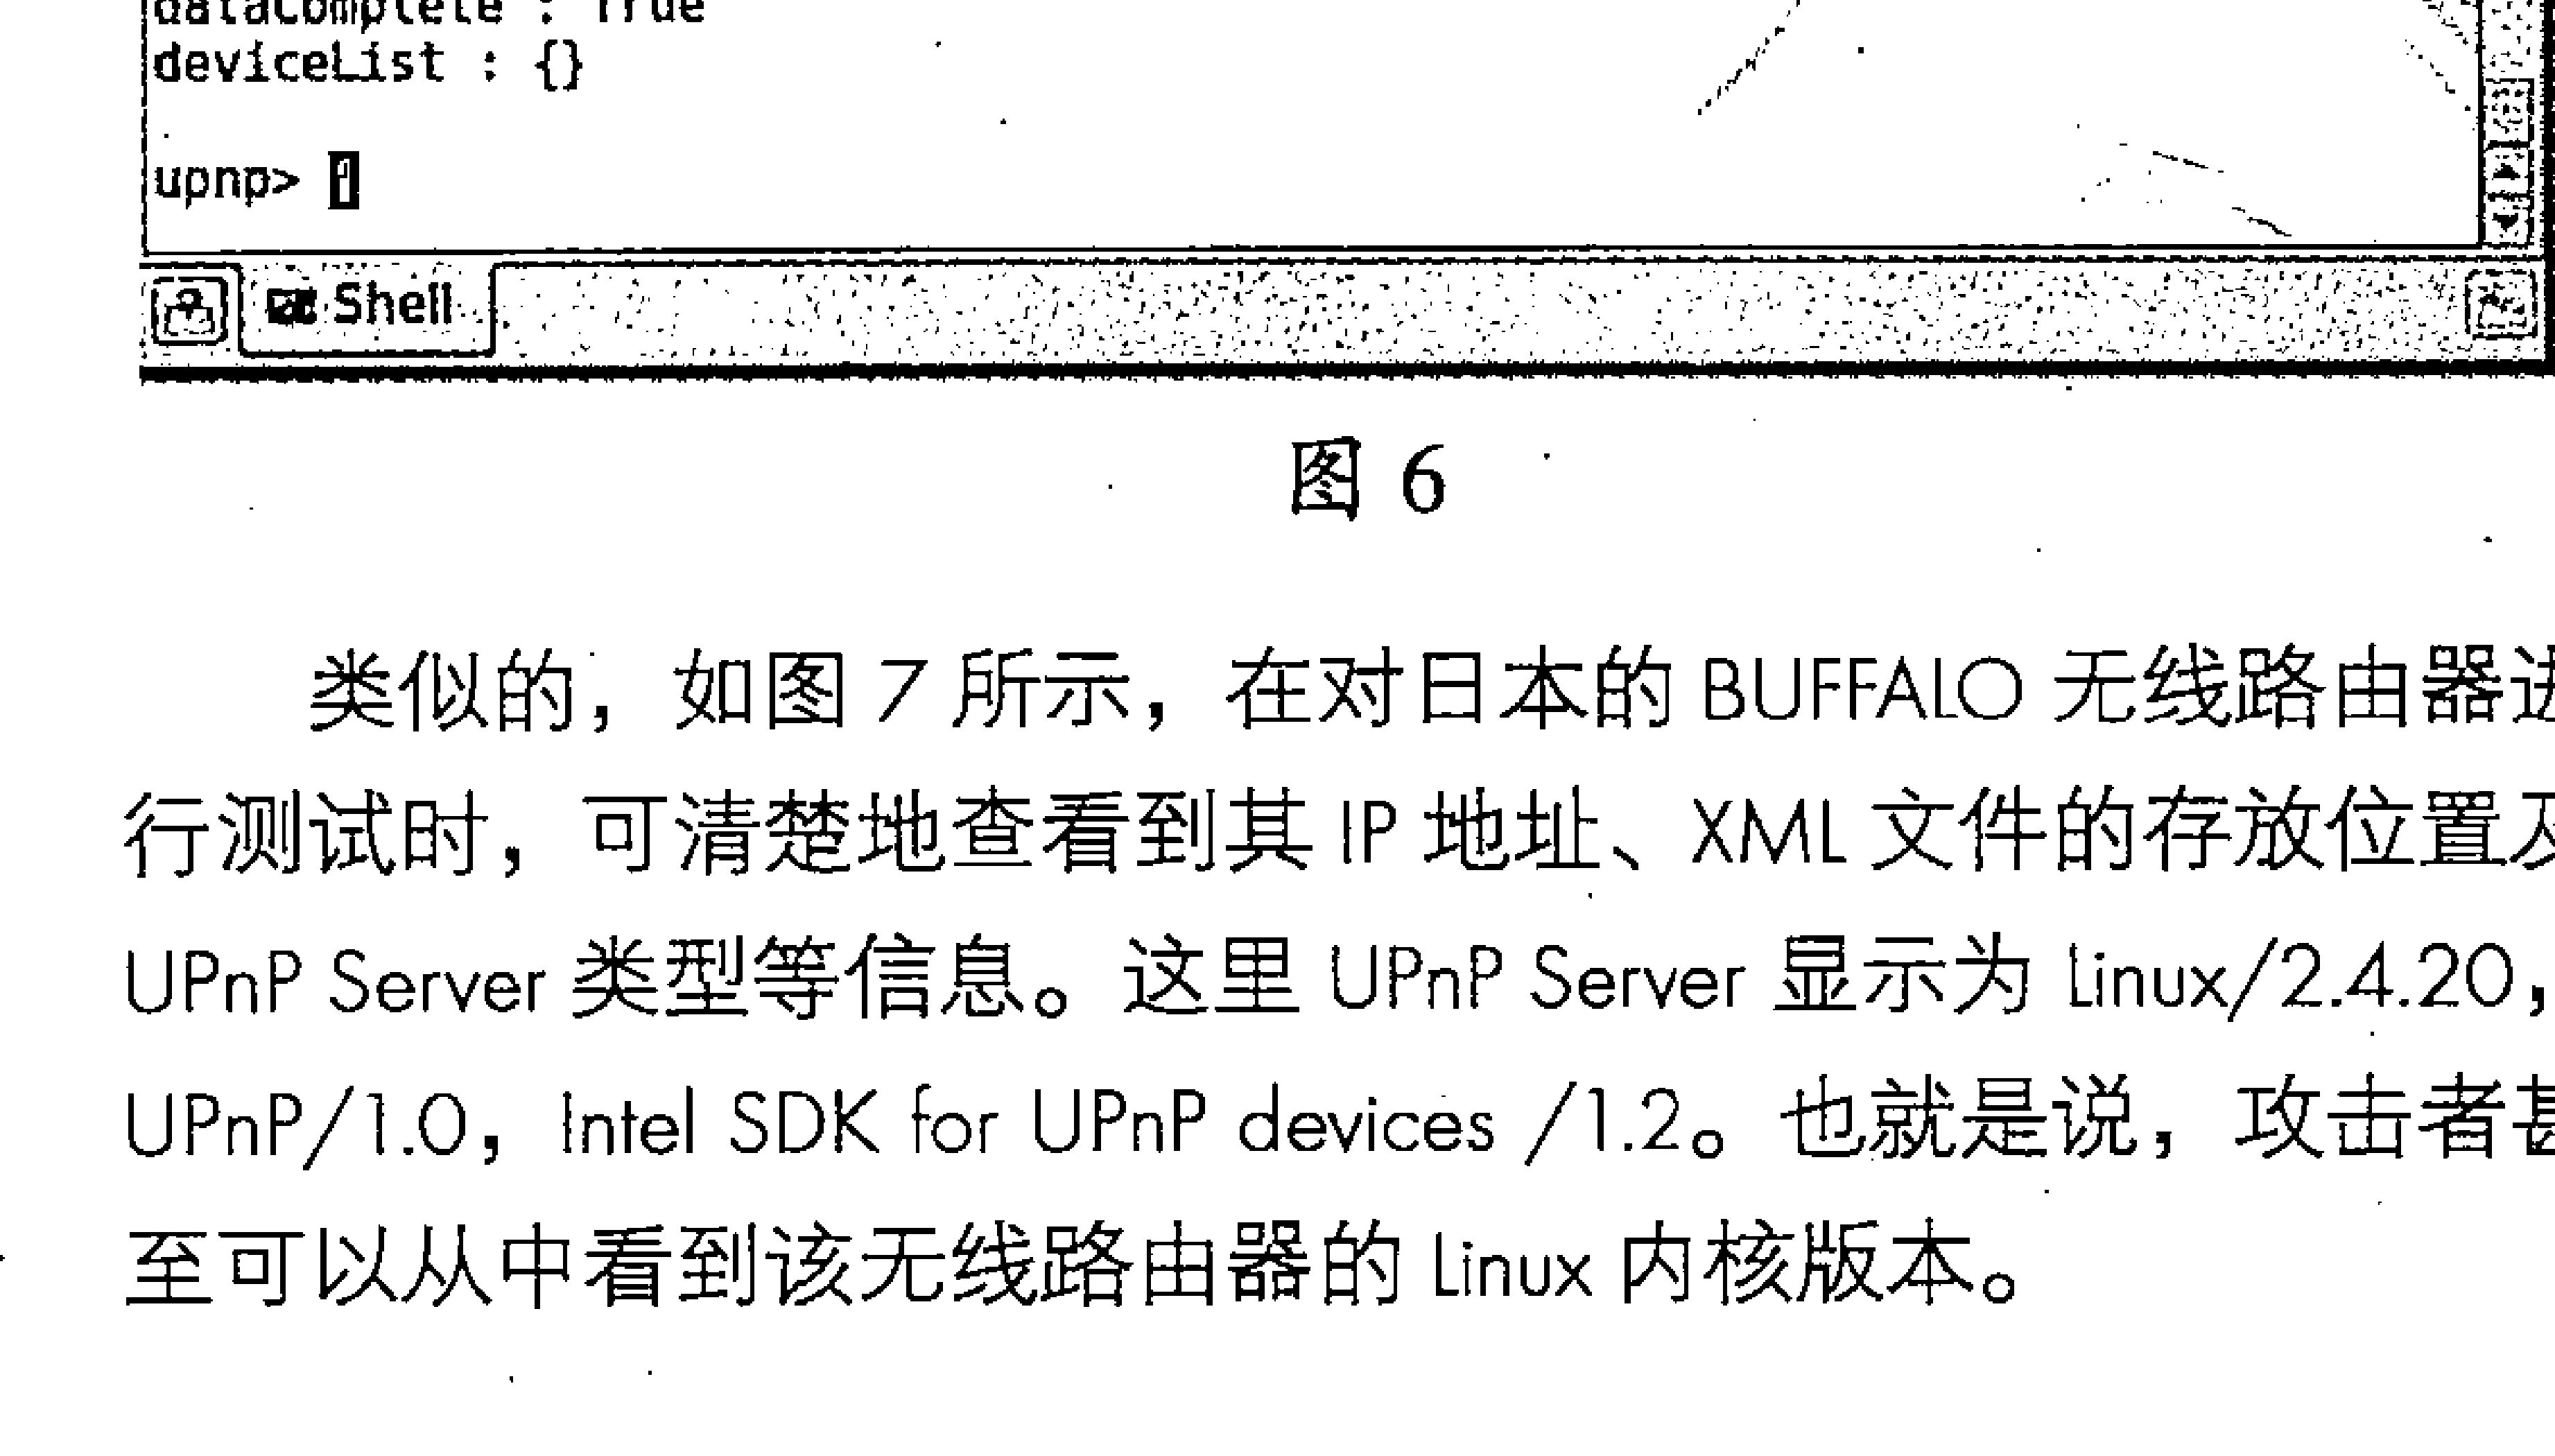 dataComplete : True
deviceList : {}
upnp>
Shell
图 6
类似的，如图 7 所示，在对日本的 BUFFALO 无线路由器进
行测试时，可清楚地查看到其 IP 地址、XML 文件的存放位置及
UPnP Server 类型等信息。这里 UPnP Server 显示为 Linux/2.4.20，
UPnP/1.0，Intel SDK for UPnP devices /1.2。也就是说，攻击者甚
至可以从中看到该无线路由器的 Linux 内核版本。